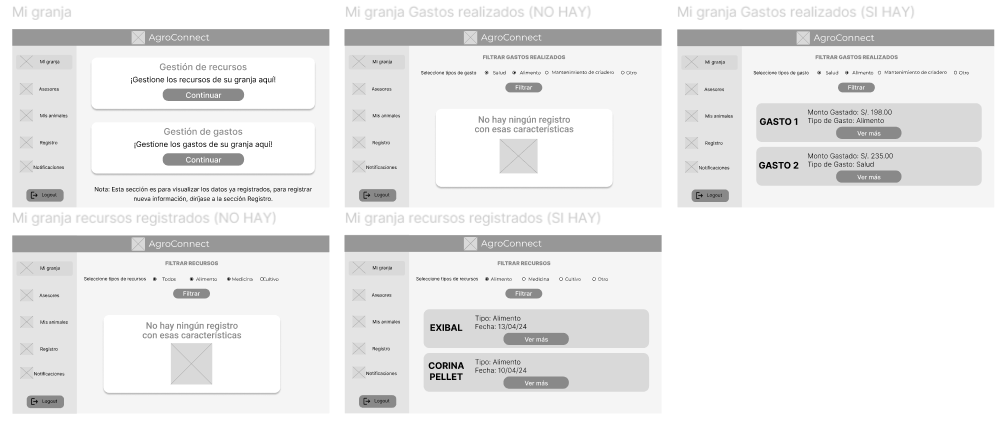 Mi granja
AgroConnect
Mi granja
Asesores
Mis animales
Registro
Notificaciones
Logout
Gestión de recursos
¡Gestione los recursos de su granja aquí!
Continuar
Gestión de gastos
¡Gestione los gastos de su granja aquí!
Continuar
Nota: Esta sección es para visualizar los datos ya registrados, para registrar
nueva información, diríjase a la sección Registro.
Mi granja Gastos realizados (NO HAY)
AgroConnect
Mi granja
Asesores
Mis animales
Registro
Notificaciones
Logout
FILTRAR GASTOS REALIZADOS
Seleccione tipos de gasto Salud Alimento Mantenimiento de criadero Otro
Filtrar
No hay ningún registro
con esas características
Mi granja Gastos realizados (SI HAY)
AgroConnect
Mi granja
Asesores
Mis animales
Registro
Notificaciones
Logout
FILTRAR GASTOS REALIZADOS
Seleccione tipos de gasto Salud Alimento Mantenimiento de criadero Otro
Filtrar
GASTO 1
Monto Gastado: S/. 198.00
Tipo de Gasto: Alimento
Ver más
GASTO 2
Monto Gastado: S/. 235.00
Tipo de Gasto: Salud
Ver más
Mi granja recursos registrados (NO HAY)
AgroConnect
Mi granja
Asesores
Mis animales
Registro
Notificaciones
Logout
FILTRAR RECURSOS
Seleccione tipos de recursos Todos Alimento Medicina Cultivo
Filtrar
No hay ningún registro
con esas características
Mi granja recursos registrados (SI HAY)
AgroConnect
Mi granja
Asesores
Mis animales
Registro
Notificaciones
Logout
FILTRAR RECURSOS
Seleccione tipos de recursos Alimento Medicina Cultivo Otro
Filtrar
EXIBAL
Tipo: Alimento
Fecha: 13/04/24
Ver más
CORINA
PELLET
Tipo: Alimento
Fecha: 10/04/24
Ver más